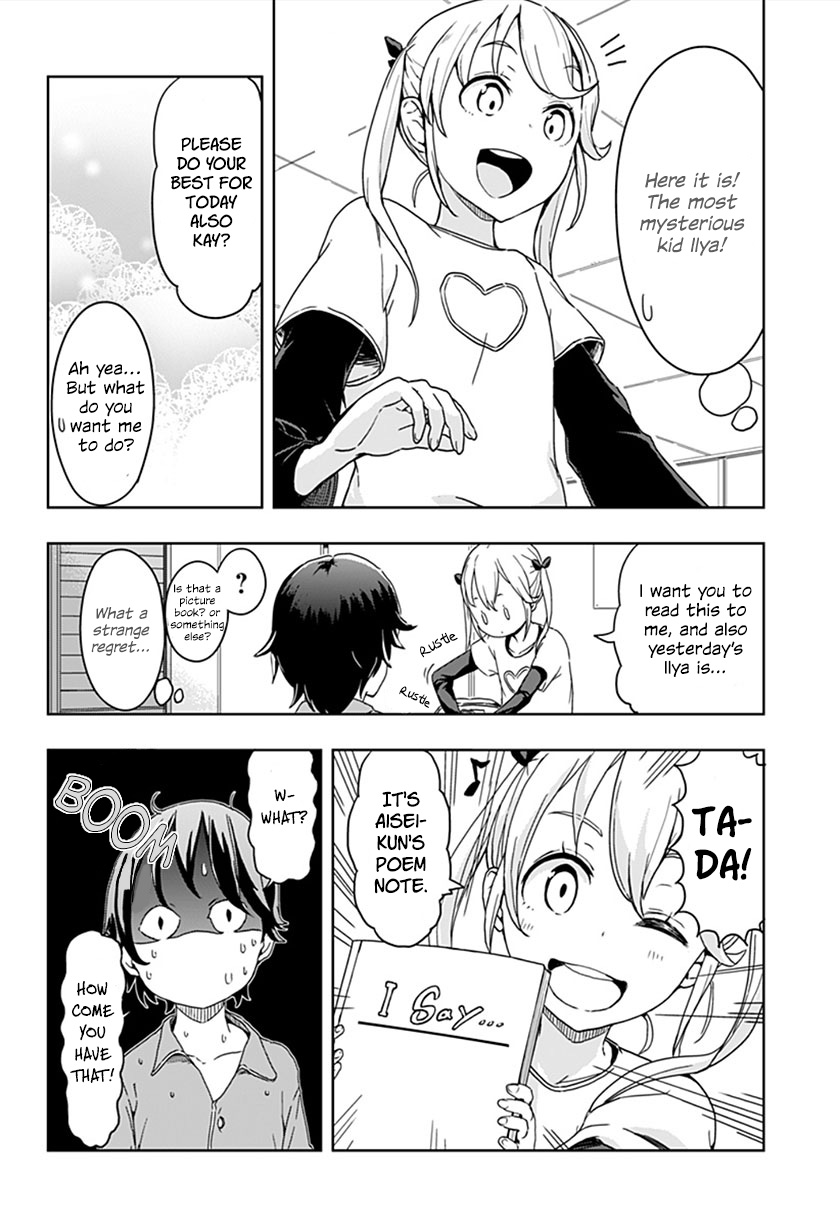 Here it is!
The most
mysterious
kid Ilya!
PLEASE
DO YOUR
BEST FOR
TODAY
ALSO
KAY?
Ah yea...
But what
do you
want me
to do?
I want you to
read this to
me, and also
yesterday's
Ilya is...
Rustle
Rustle
?
Is that a
picture
book? or
something
else?
What a
strange
regret...
TA-
DA!
IT'S
AISEI-
KUN'S
POEM
NOTE.
I Say...
BOOM
W-
WHAT?
HOW
COME
YOU
HAVE
THAT!